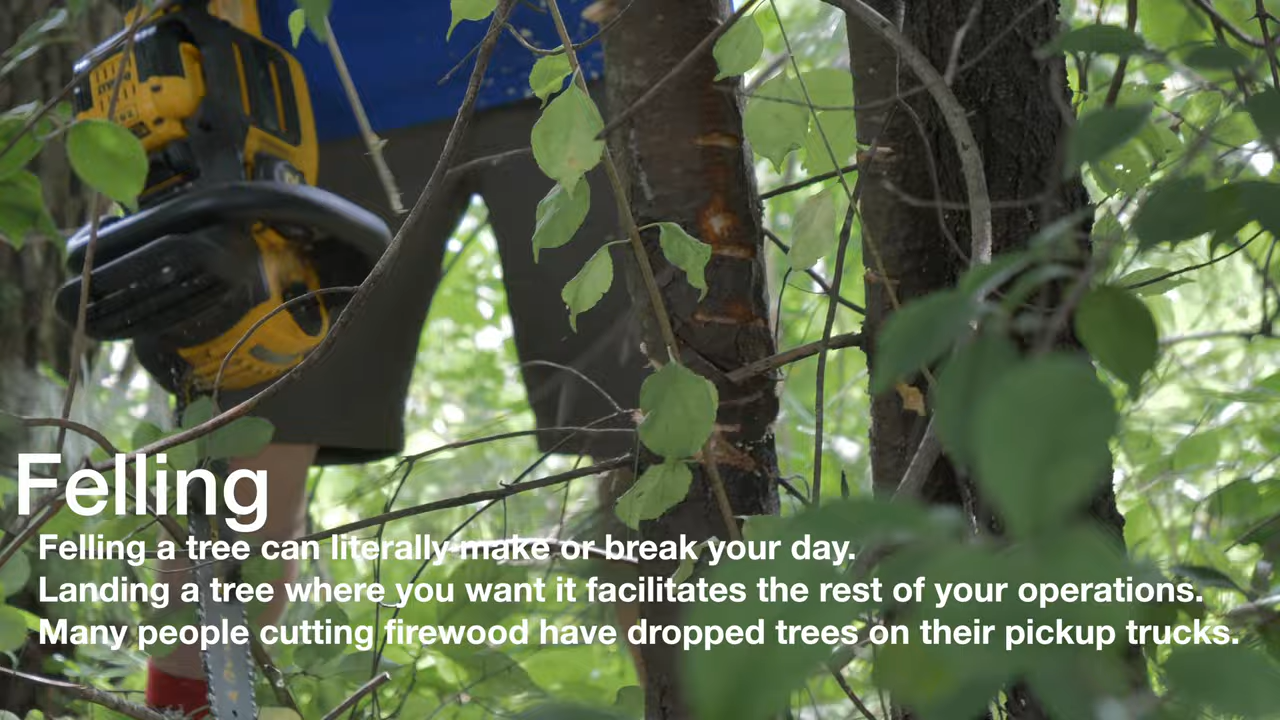 Felling
Felling a tree can literally make or break your day.
Landing a tree where you want it facilitates the rest of your operations.
Many people cutting firewood have dropped trees on their pickup trucks.